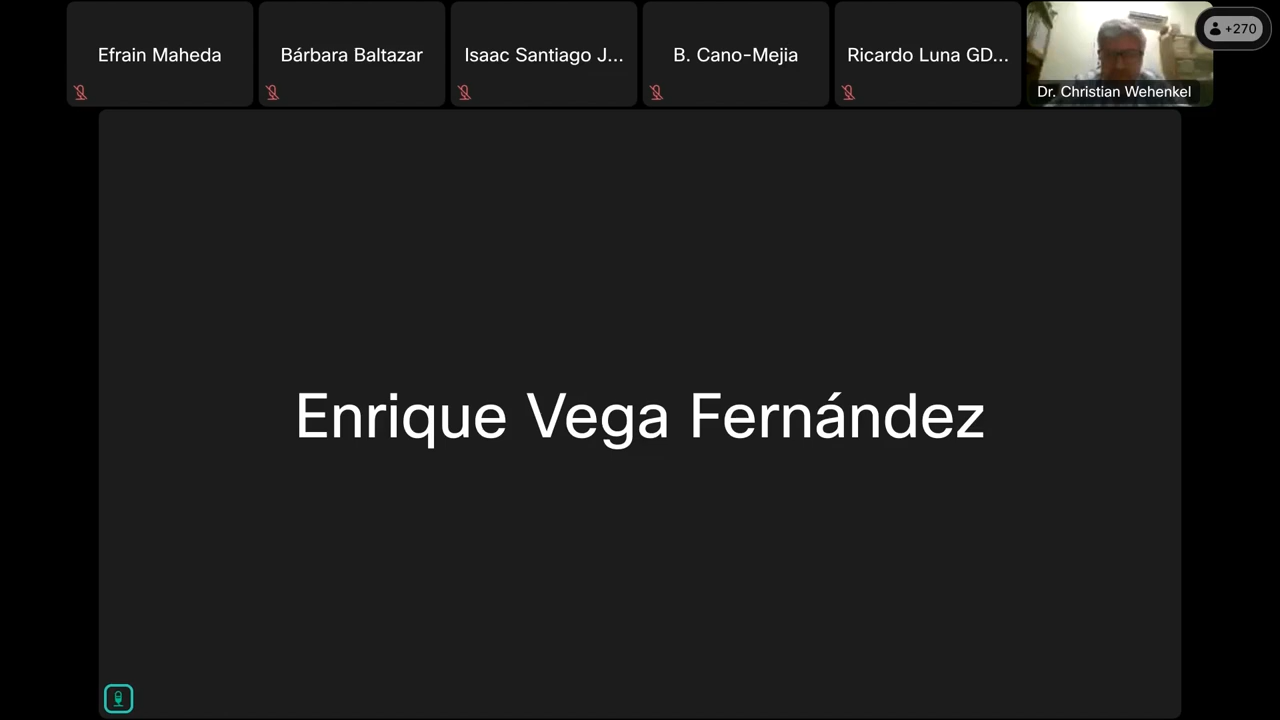 Efrain Maheda
Bárbara Baltazar
Isaac Santiago J...
B. Cano-Mejia
Ricardo Luna GD...
Dr. Christian Wehenkel
+270
Enrique Vega Fernández